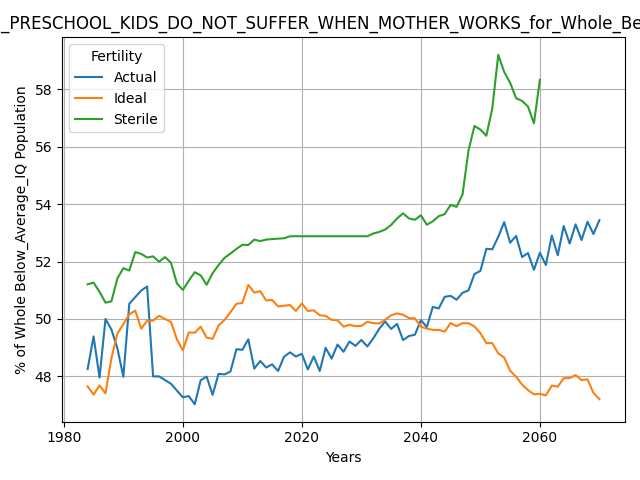 _PRESCHOOL_KIDS_DO_NOT_SUFFER_WHEN_MOTHER_WORKS_for_Whole_Be
Fertility
Actual
Ideal
Sterile
% of Whole Below_Average_IQ Population
58
56
54
52
50
48
1980
2000
2020
2040
2060
Years